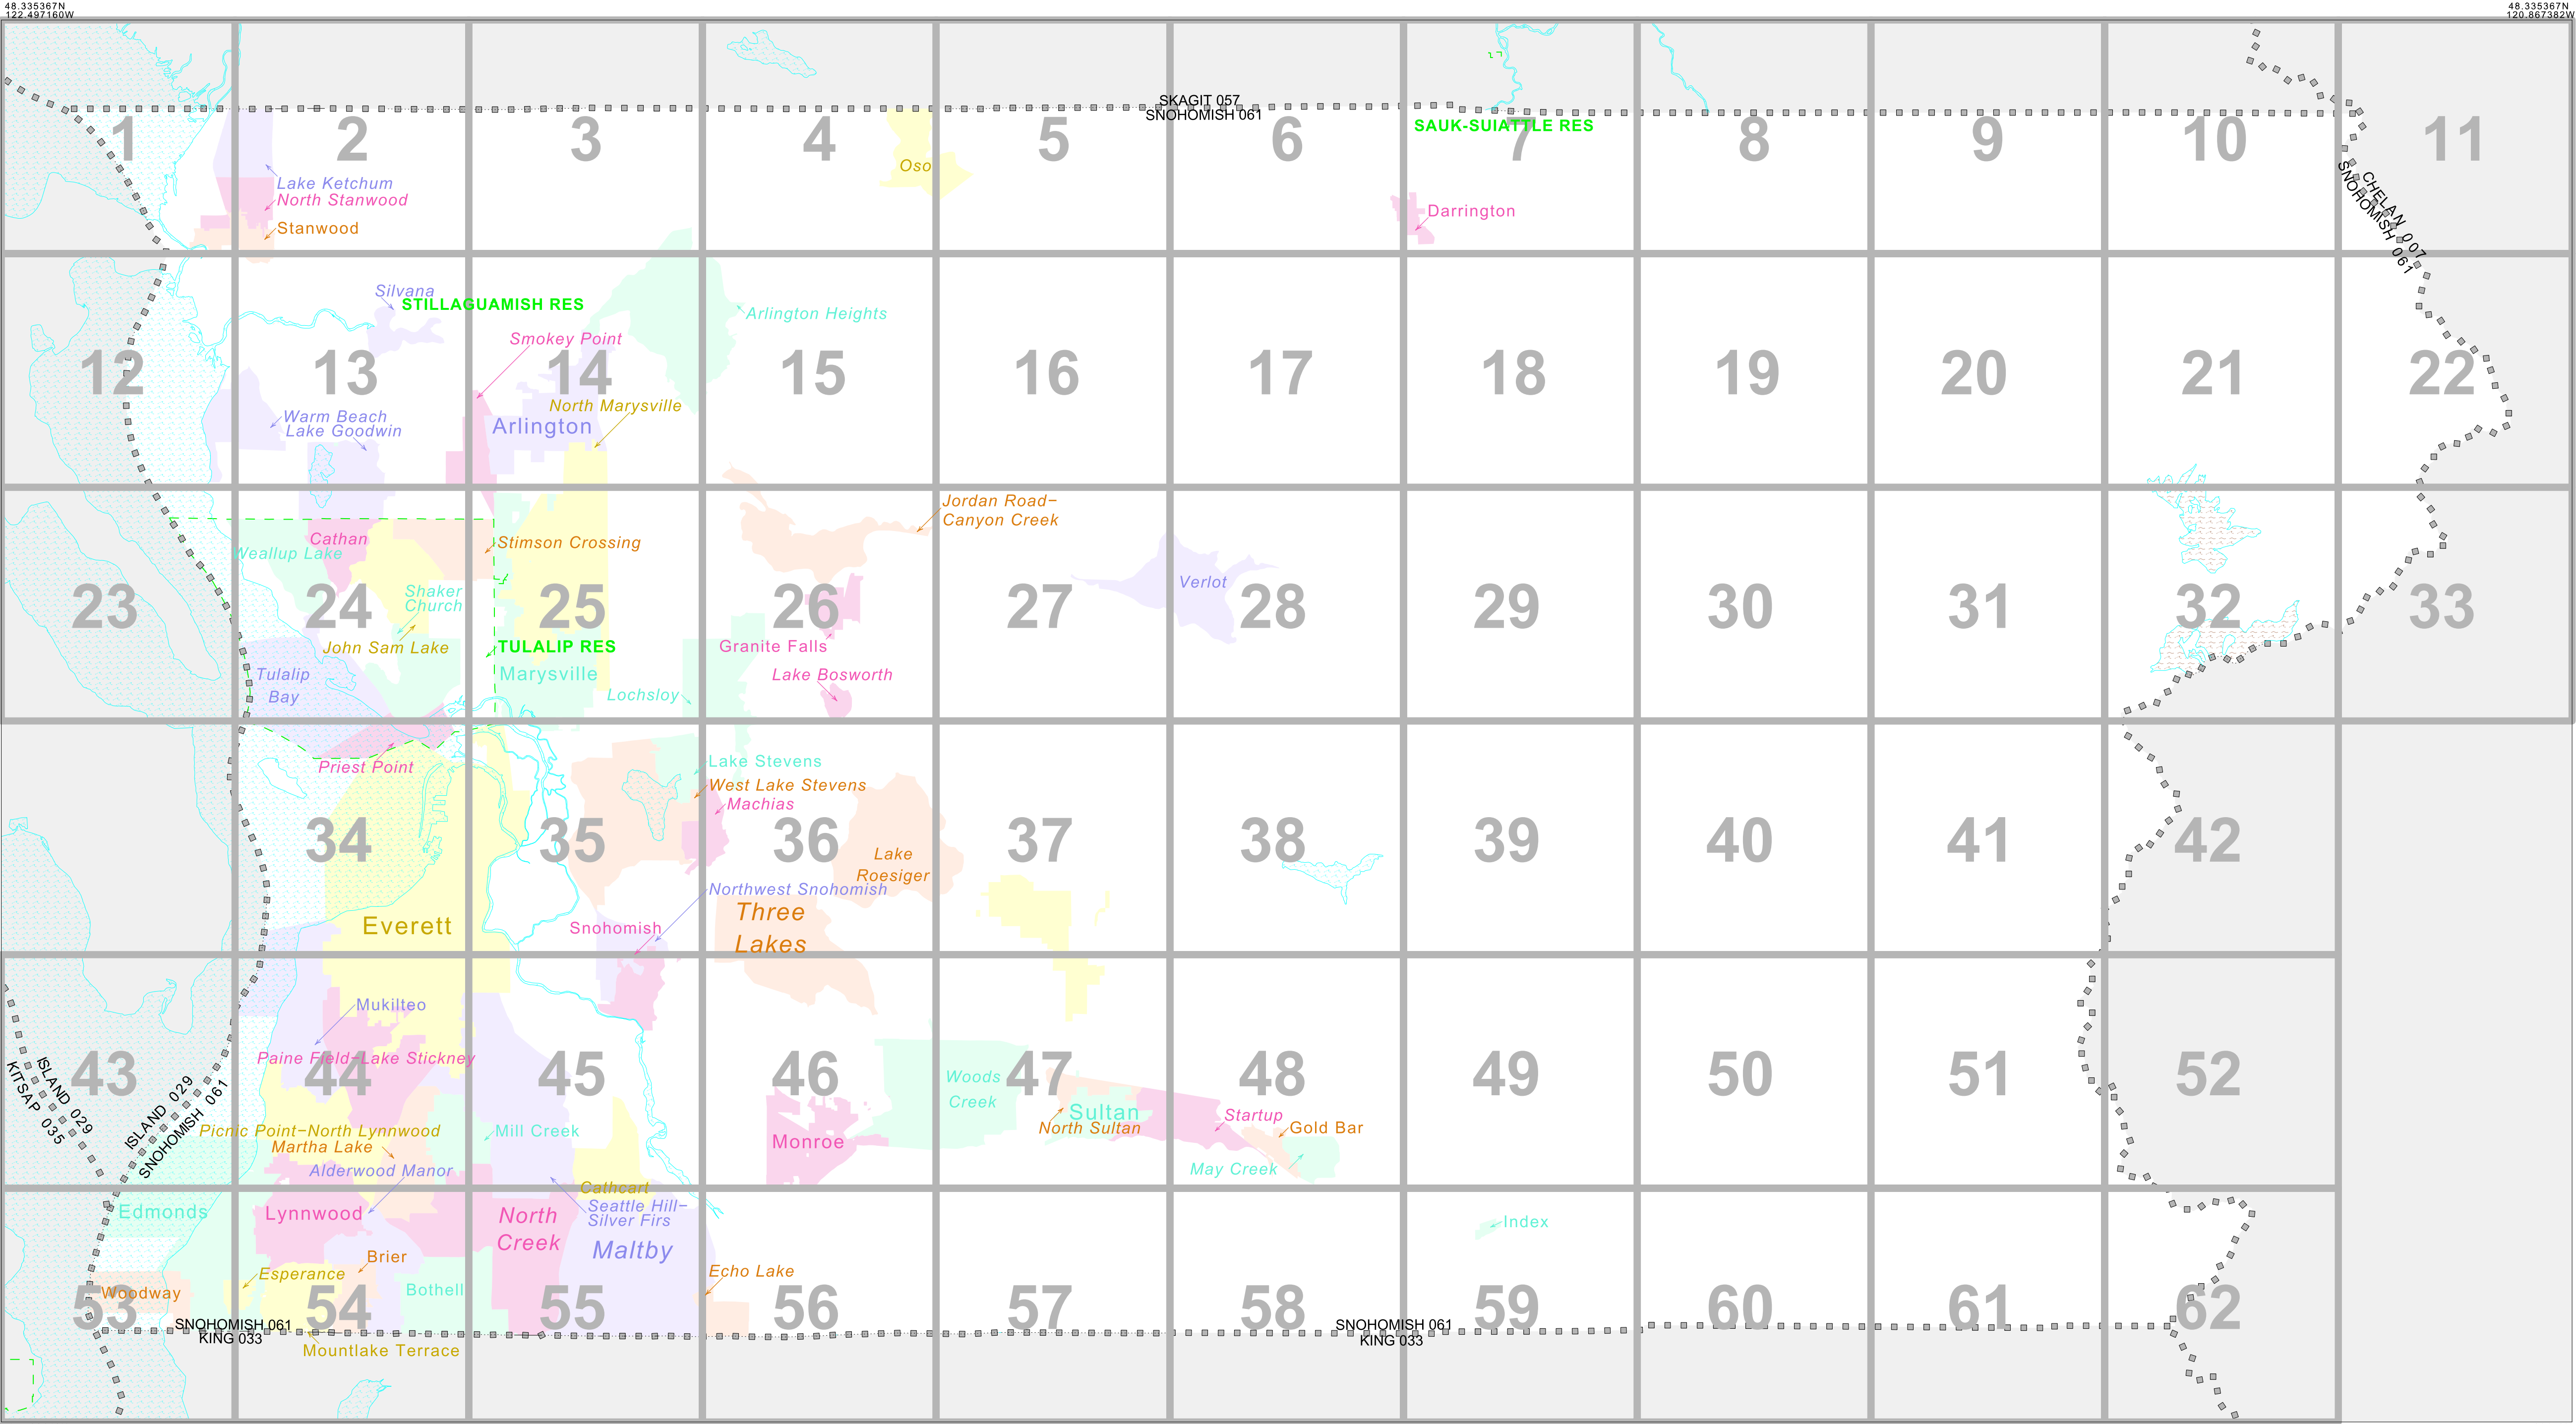 48.335367N
122.497160W
48.335367N
120.867382W
SKAGIT 057
SNOHOMISH 061
1
2
3
4
5
6
7
8
9
10
11
SAUK-SUIATTLE RES
Oso
Lake Ketchum
North Stanwood
Stanwood
Darrington
CHELAN 007
SNOHOMISH 061
Silvana
STILLAGUAMISH RES
Arlington Heights
Smokey Point
12
13
14
15
16
17
18
19
20
21
22
North Marysville
Warm Beach
Lake Goodwin
Arlington
Jordan Road-
Canyon Creek
Cathan
Weallup Lake
Stimson Crossing
Verlot
Shaker
Church
23
24
25
26
27
28
29
30
31
32
33
John Sam Lake
TULALIP RES
Granite Falls
Tulalip
Bay
Marysville
Lake Bosworth
Lochsloy
Priest Point
Lake Stevens
West Lake Stevens
Machias
34
35
36
37
38
39
40
41
42
Lake
Roesiger
Northwest Snohomish
Three
Lakes
Everett
Snohomish
Mukilteo
Paine Field-Lake Stickney
43
44
45
46
47
48
49
50
51
52
ISLAND 029
KITSAP 035
ISLAND 029
SNOHOMISH 061
Woods
Creek
Sultan
North Sultan
Startup
Gold Bar
May Creek
Picnic Point-North Lynnwood
Martha Lake
Mill Creek
Monroe
Alderwood Manor
Cathcart
Seattle Hill-
Silver Firs
Edmonds
Lynnwood
North
Creek
Maltby
Index
Brier
Echo Lake
Esperance
Woodway
Bothell
53
54
55
56
57
58
59
60
61
62
SNOHOMISH 061
KING 033
SNOHOMISH 061
KING 033
Mountlake Terrace